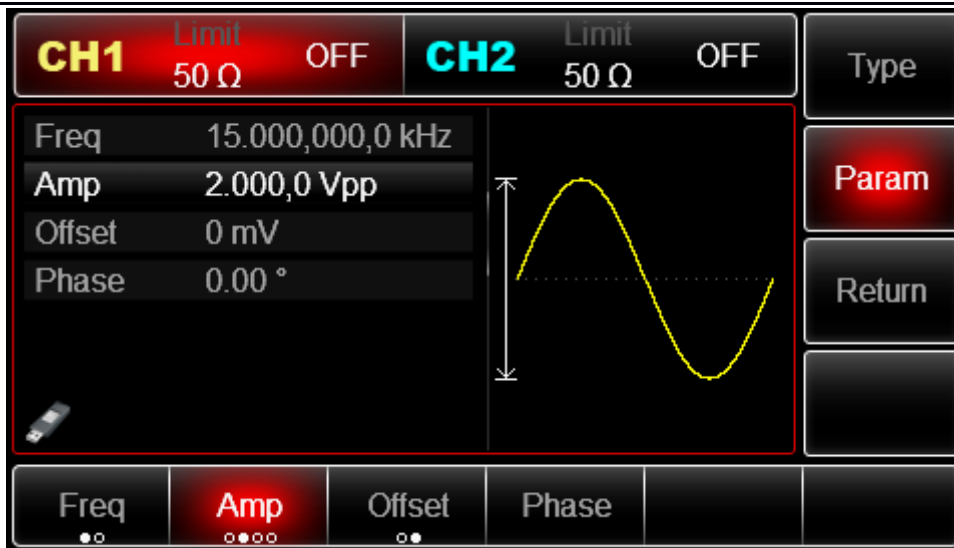 CH1 Limit 50 Ω OFF
CH2 Limit 50 Ω OFF
Type
Freq 15.000,000,0 kHz
Amp 2.000,0 Vpp
Offset 0 mV
Phase 0.00 °
Param
Return
Freq Amp Offset Phase